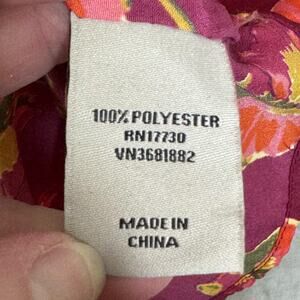 100% POLYESTER
RN17730
VN3681882
MADE IN
CHINA